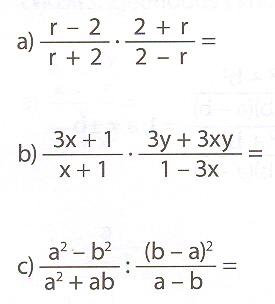 a) (r − 2)/(r + 2) · (2 + r)/(2 − r) =
b) (3x + 1)/(x + 1) · (3y + 3xy)/(1 − 3x) =
c) (a² − b²)/(a² + ab) : (b − a)²/(a − b) =